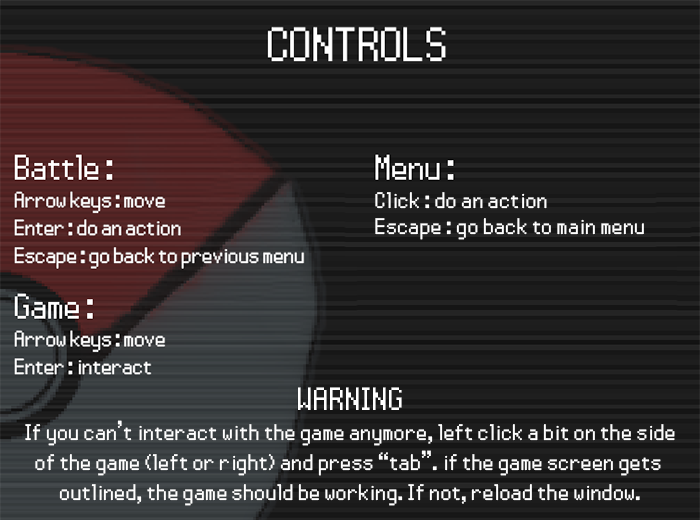 CONTROLS
Battle:
Arrow keys: move
Enter: do an action
Escape: go back to previous menu
Menu:
Click: do an action
Escape: go back to main menu
Game:
Arrow keys: move
Enter: interact
WARNING
If you can’t interact with the game anymore, left click a bit on the side
of the game (left or right) and press “tab”. if the game screen gets
outlined, the game should be working. If not, reload the window.